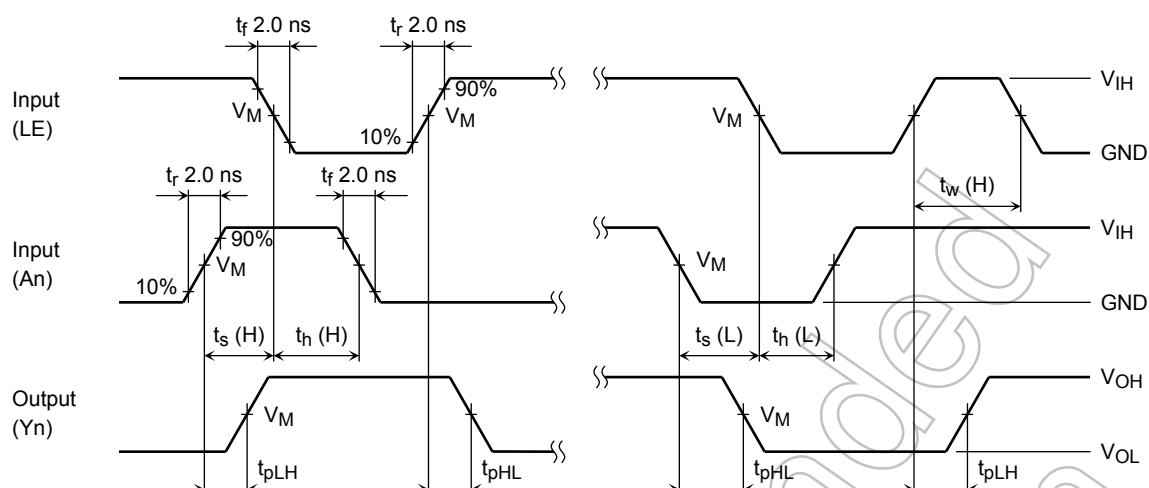 tf 2.0 ns
tr 2.0 ns
Input
(LE)
VM
10%
90%
VM
VM
VIH
GND
tr 2.0 ns
tf 2.0 ns
tw (H)
Input
(An)
10%
90%
VM
VM
VIH
GND
ts (H)
th (H)
ts (L)
th (L)
Output
(Yn)
VM
VM
VOH
VOL
tpLH
tpHL
tpHL
tpLH